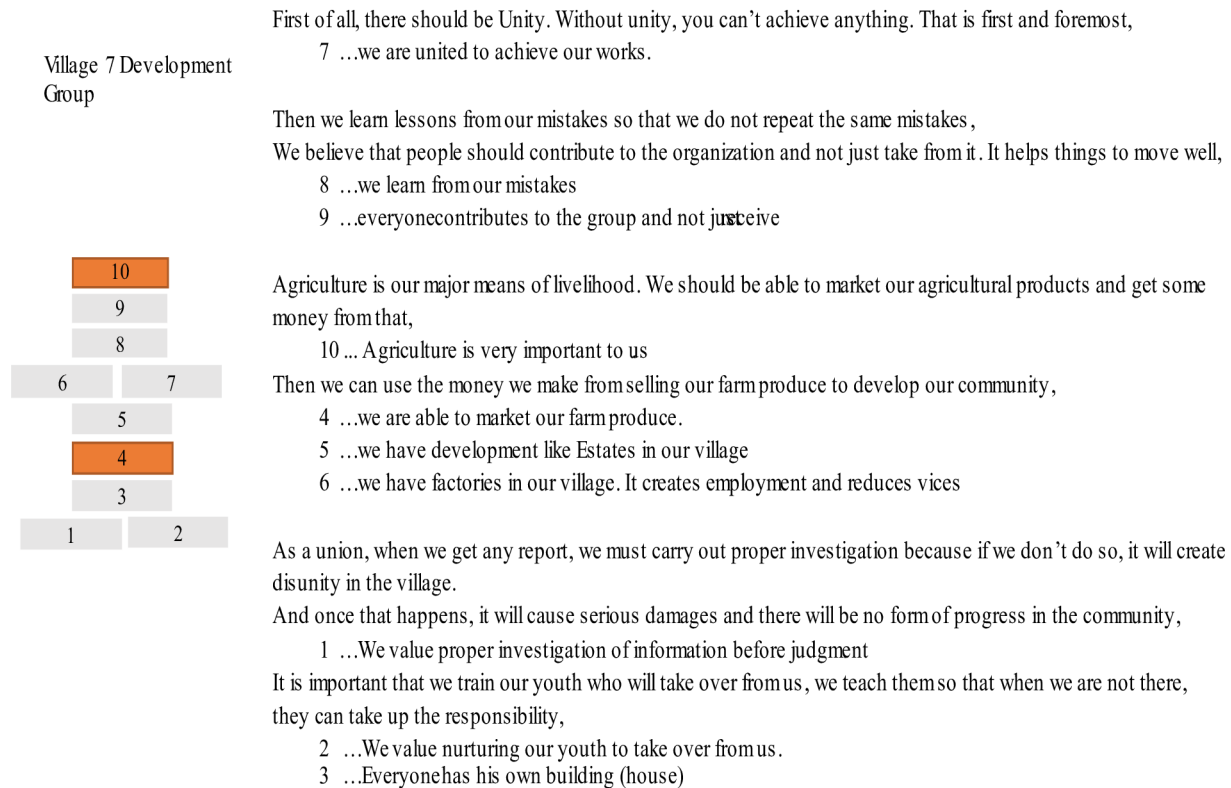 First of all, there should be Unity. Without unity, you can't achieve anything. That is first and foremost,
7 …we are united to achieve our works.
Village 7 Development
Group
Then we learn lessons from our mistakes so that we do not repeat the same mistakes,
We believe that people should contribute to the organization and not just take from it. It helps things to move well,
8 …we learn from our mistakes
9 …everyone contributes to the group and not just receive
10
9
8
6 7
5
4
3
1 2
Agriculture is our major means of livelihood. We should be able to market our agricultural products and get some
money from that,
10 ... Agriculture is very important to us
Then we can use the money we make from selling our farm produce to develop our community,
4 …we are able to market our farm produce.
5 …we have development like Estates in our village
6 …we have factories in our village. It creates employment and reduces vices
As a union, when we get any report, we must carry out proper investigation because if we don't do so, it will create
disunity in the village.
And once that happens, it will cause serious damages and there will be no form of progress in the community,
1 …We value proper investigation of information before judgment
It is important that we train our youth who will take over from us, we teach them so that when we are not there,
they can take up the responsibility,
2 …We value nurturing our youth to take over from us.
3 …Everyone has his own building (house)